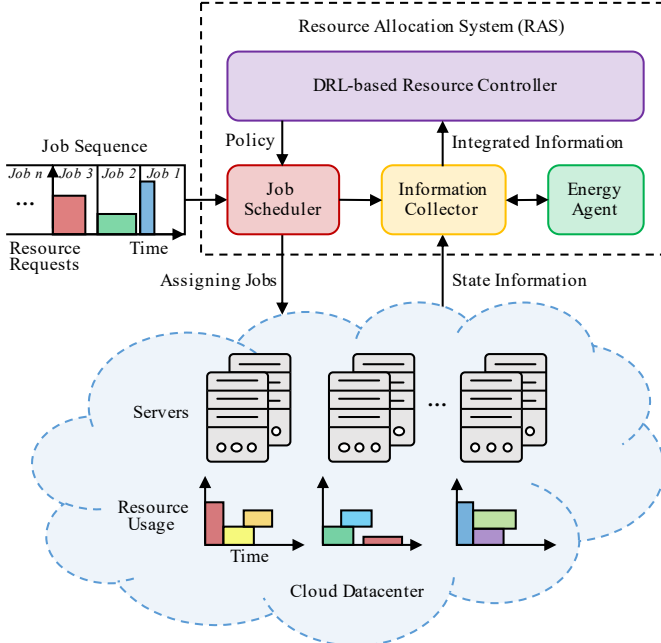 Resource Allocation System (RAS)
DRL-based Resource Controller
Policy
Integrated Information
Job Sequence
Job n
Job 3
Job 2
Job 1
...
Resource
Requests
Time
Job
Scheduler
Information
Collector
Energy
Agent
Assigning Jobs
State Information
Servers
...
Resource
Usage
Time
Cloud Datacenter